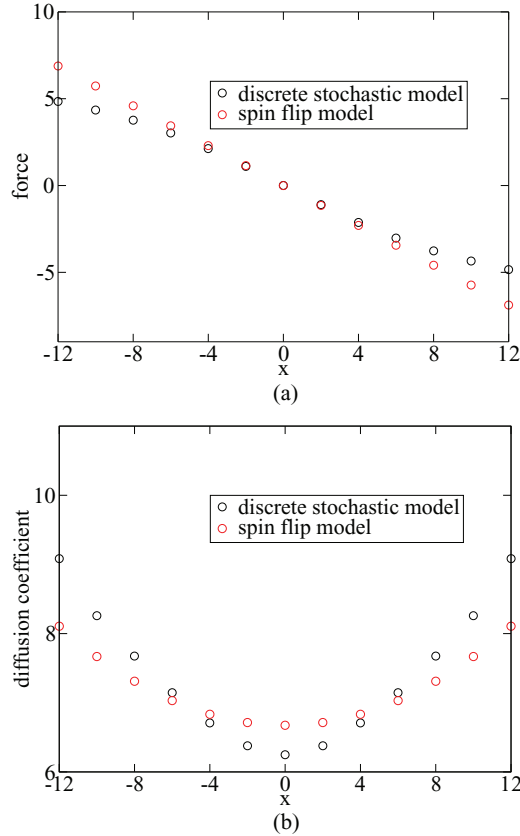 10
5
0
-5
force
discrete stochastic model
spin flip model
-12 -8 -4 0 4 8 12
x
(a)
10
8
6
diffusion coefficient
discrete stochastic model
spin flip model
-12 -8 -4 0 4 8 12
x
(b)